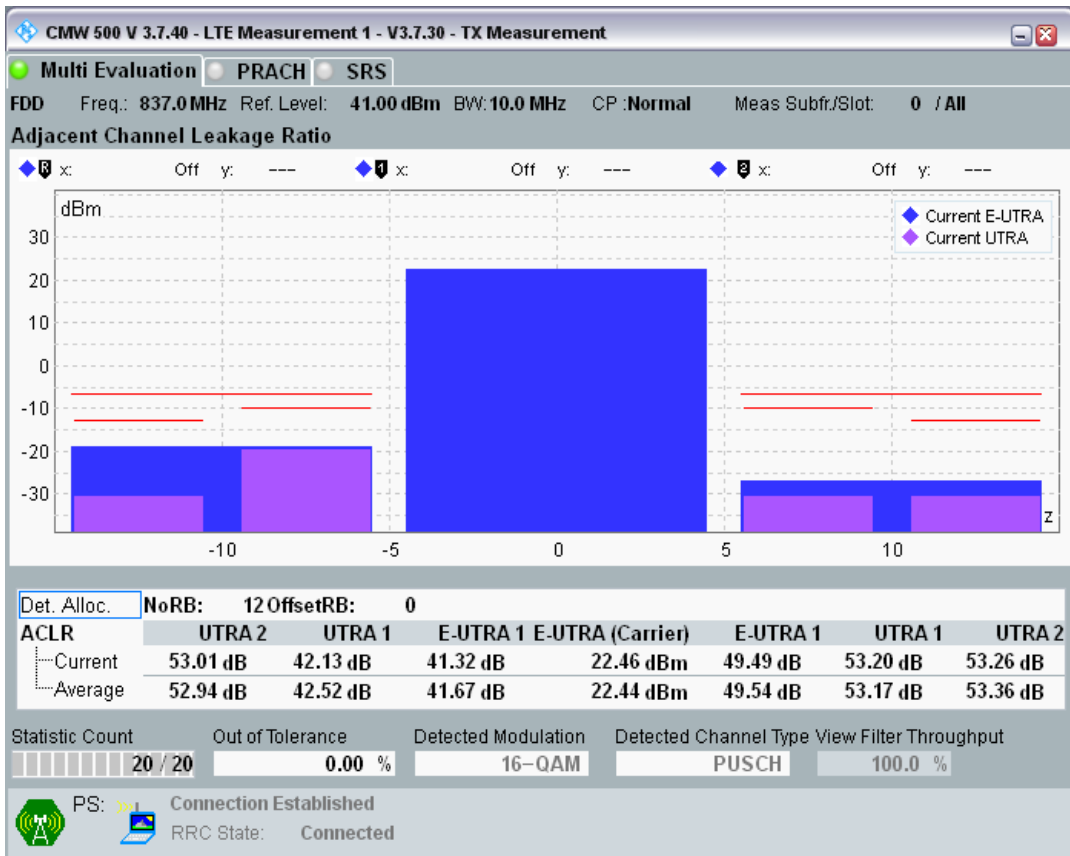 CMW 500 V 3.7.40 - LTE Measurement 1 - V3.7.30 - TX Measurement
Multi Evaluation PRACH SRS
FDD Freq.: 837.0 MHz Ref. Level: 41.00 dBm BW: 10.0 MHz CP :Normal Meas Subfr./Slot: 0 / All
Adjacent Channel Leakage Ratio
R x: Off y: --- 1 x: Off y: --- 2 x: Off y: ---
dBm
Current E-UTRA
Current UTRA
30
20
10
0
-10
-20
-30
z
-10 -5 0 5 10
Det. Alloc. NoRB: 12 OffsetRB: 0
ACLR UTRA 2 UTRA 1 E-UTRA 1 E-UTRA (Carrier) E-UTRA 1 UTRA 1 UTRA 2
Current 53.01 dB 42.13 dB 41.32 dB 22.46 dBm 49.49 dB 53.20 dB 53.26 dB
Average 52.94 dB 42.52 dB 41.67 dB 22.44 dBm 49.54 dB 53.17 dB 53.36 dB
Statistic Count Out of Tolerance Detected Modulation Detected Channel Type View Filter Throughput
20 / 20 0.00 % 16-QAM PUSCH 100.0 %
PS: Connection Established
RRC State: Connected